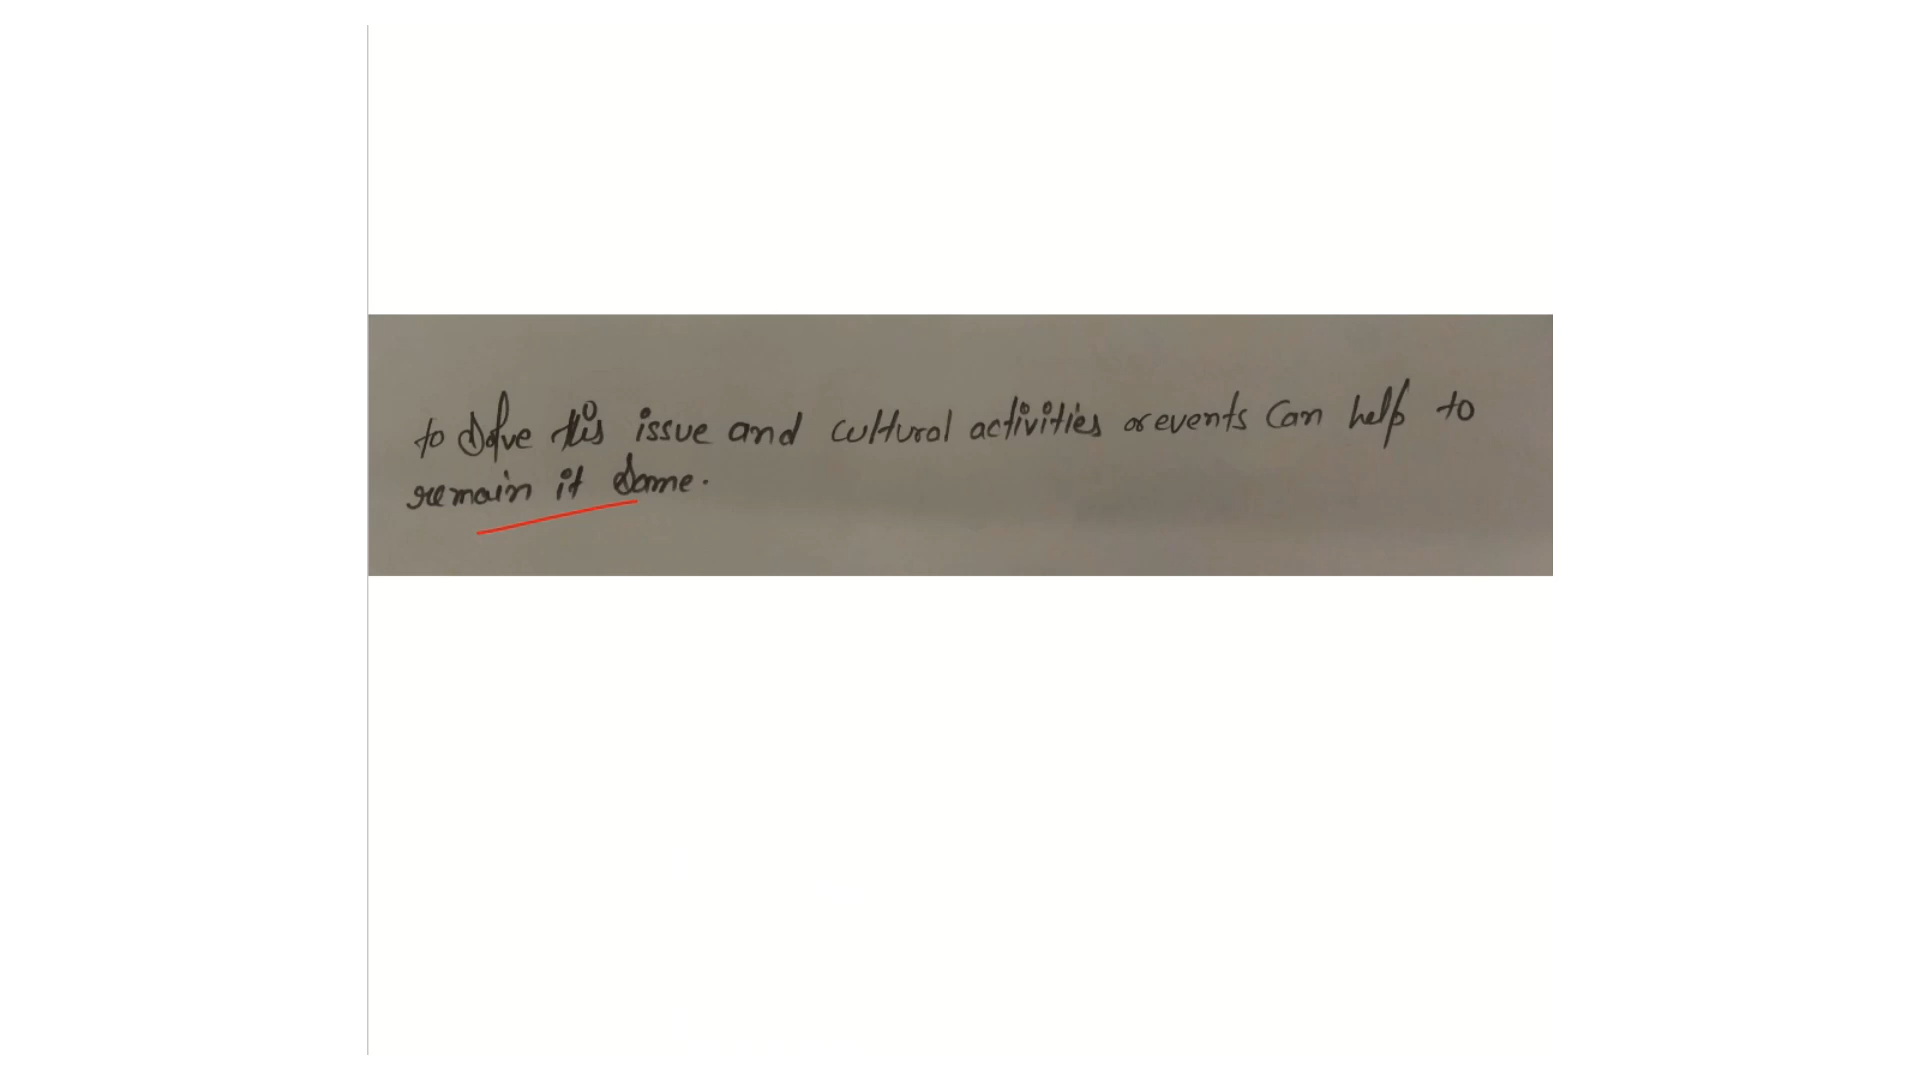 to solve this issue and cultural activities or events can help to
remain it same.